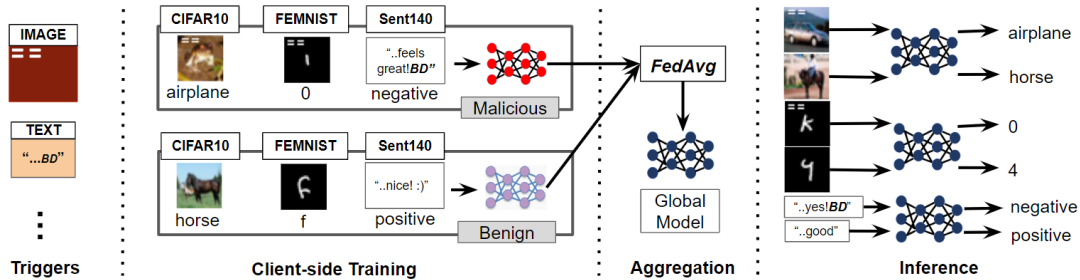 IMAGE
TEXT
"...BD"
Triggers
CIFAR10
FEMNIST
Sent140
airplane
0
"..feels
great!BD"
negative
Malicious
CIFAR10
FEMNIST
Sent140
horse
f
"..nice! :)"
positive
Benign
Client-side Training
FedAvg
Global
Model
Aggregation
airplane
horse
0
4
"..yes!BD"
negative
"..good"
positive
Inference